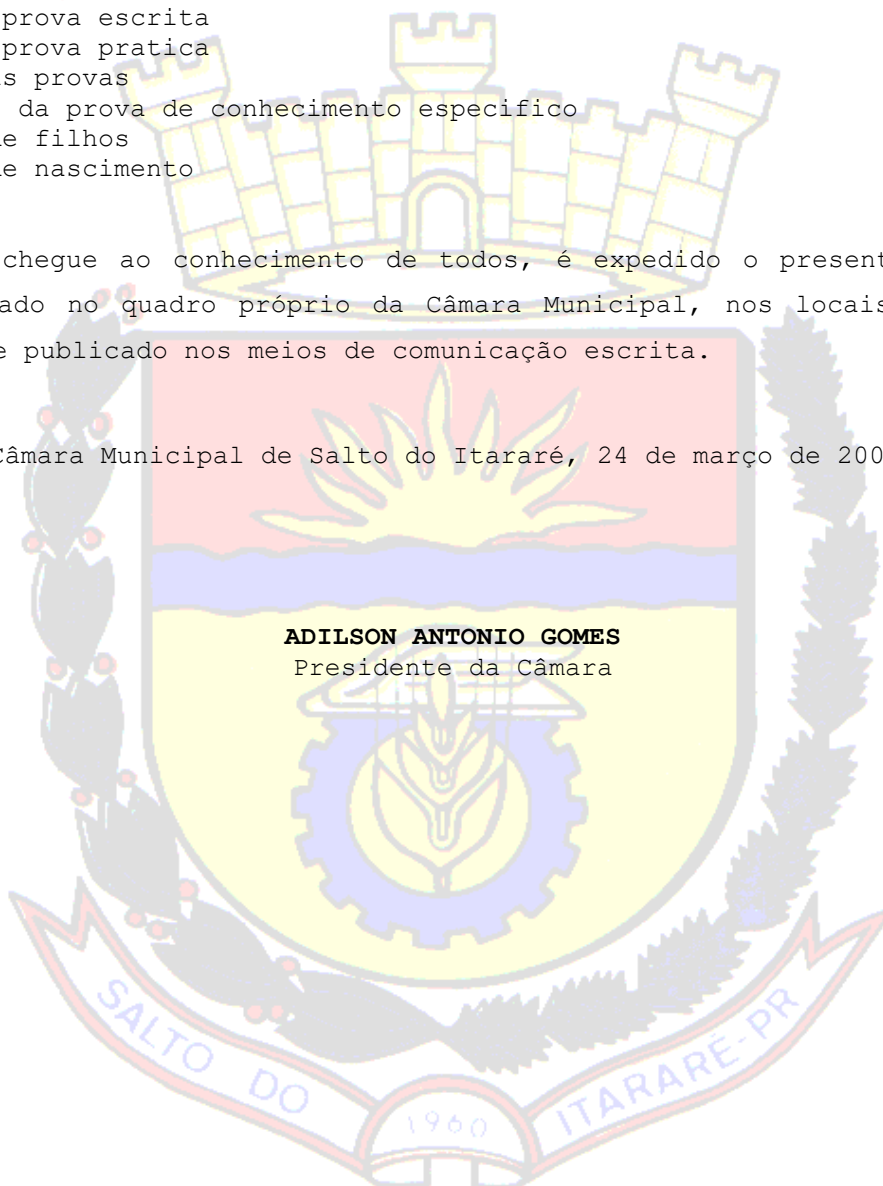 prova escrita
prova pratica
s provas
da prova de conhecimento especifico
e filhos
e nascimento
chegue ao conhecimento de todos, é expedido o present
ado no quadro próprio da Câmara Municipal, nos locais
e publicado nos meios de comunicação escrita.
Câmara Municipal de Salto do Itararé, 24 de março de 200
ADILSON ANTONIO GOMES
Presidente da Câmara
SALTO DO 1960 ITARARÉ-PR